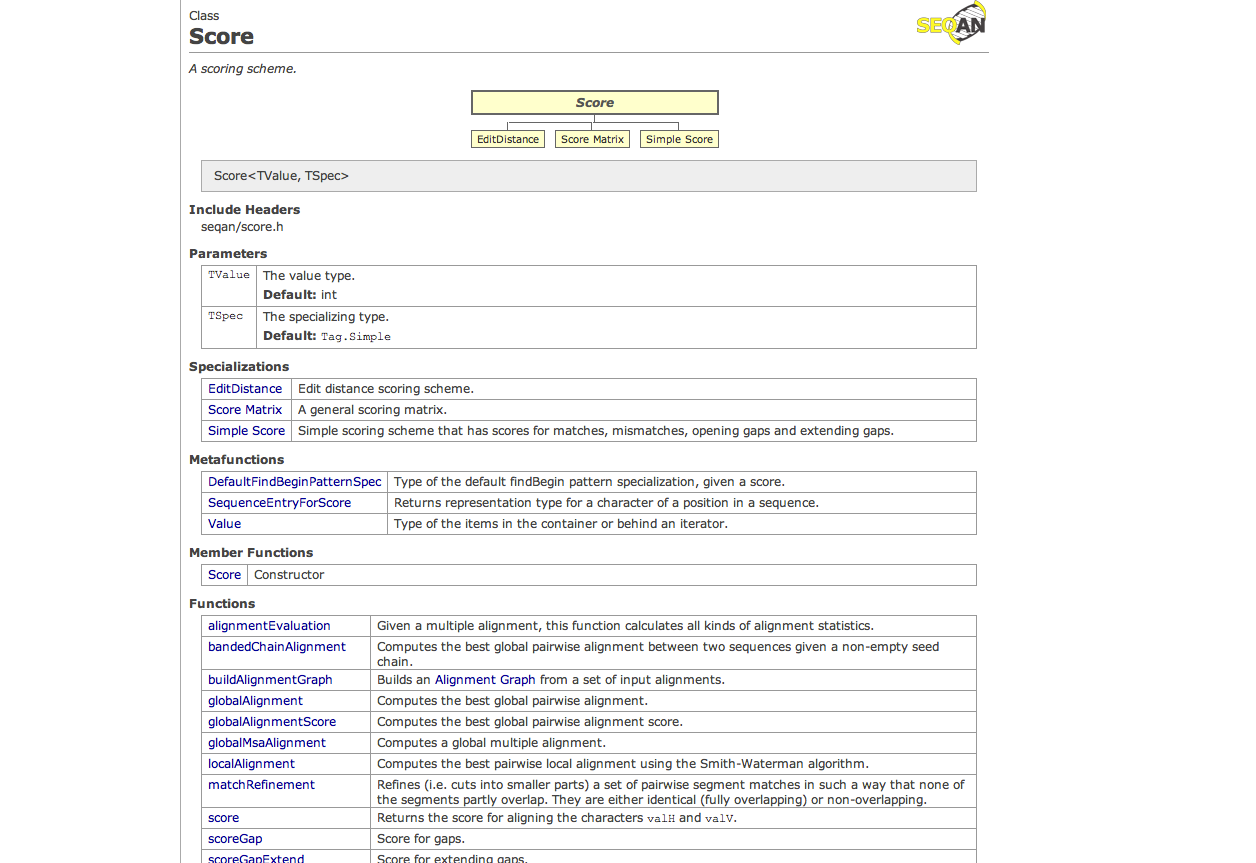 Class
Score
SEQAN
A scoring scheme.
Score
EditDistance Score Matrix Simple Score
Score<TValue, TSpec>
Include Headers
seqan/score.h
Parameters
TValue The value type.
Default: int
TSpec The specializing type.
Default: Tag.Simple
Specializations
EditDistance Edit distance scoring scheme.
Score Matrix A general scoring matrix.
Simple Score Simple scoring scheme that has scores for matches, mismatches, opening gaps and extending gaps.
Metafunctions
DefaultFindBeginPatternSpec Type of the default findBegin pattern specialization, given a score.
SequenceEntryForScore Returns representation type for a character of a position in a sequence.
Value Type of the items in the container or behind an iterator.
Member Functions
Score Constructor
Functions
alignmentEvaluation Given a multiple alignment, this function calculates all kinds of alignment statistics.
bandedChainAlignment Computes the best global pairwise alignment between two sequences given a non-empty seed
chain.
buildAlignmentGraph Builds an Alignment Graph from a set of input alignments.
globalAlignment Computes the best global pairwise alignment.
globalAlignmentScore Computes the best global pairwise alignment score.
globalMsaAlignment Computes a global multiple alignment.
localAlignment Computes the best pairwise local alignment using the Smith-Waterman algorithm.
matchRefinement Refines (i.e. cuts into smaller parts) a set of pairwise segment matches in such a way that none of
the segments partly overlap. They are either identical (fully overlapping) or non-overlapping.
score Returns the score for aligning the characters valH and valV.
scoreGap Score for gaps.
scoreGapExtend Score for extending gaps.